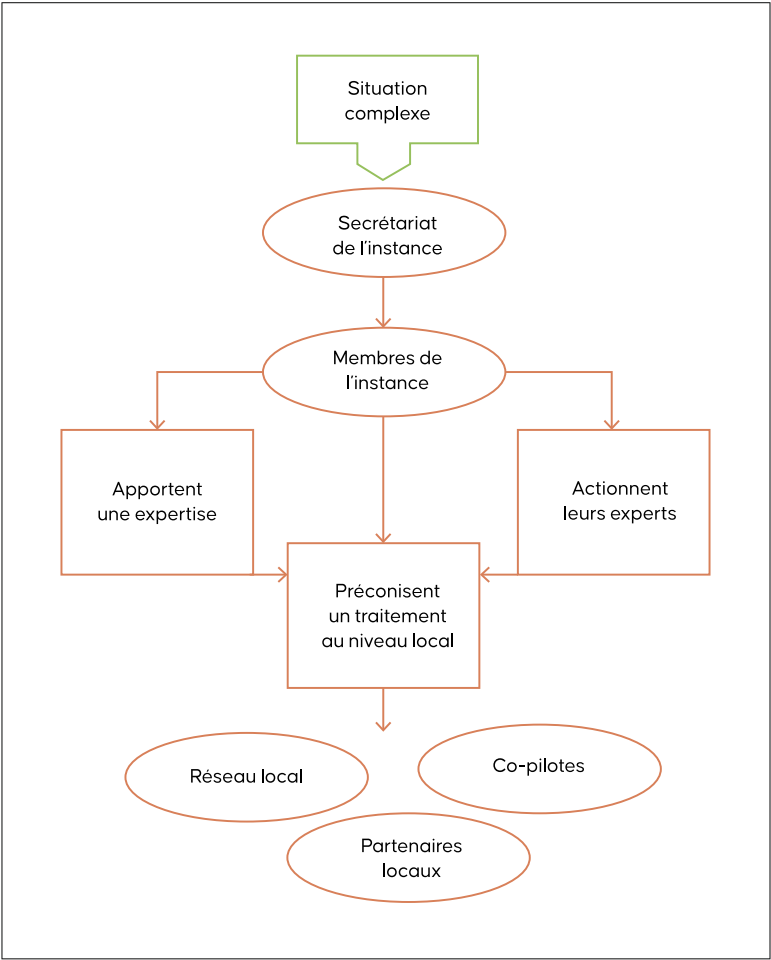 Situation
complexe
Secrétariat
de l'instance
Membres de
l'instance
Apportent
une expertise
Actionnent
leurs experts
Préconisent
un traitement
au niveau local
Réseau local
Co-pilotes
Partenaires
locaux